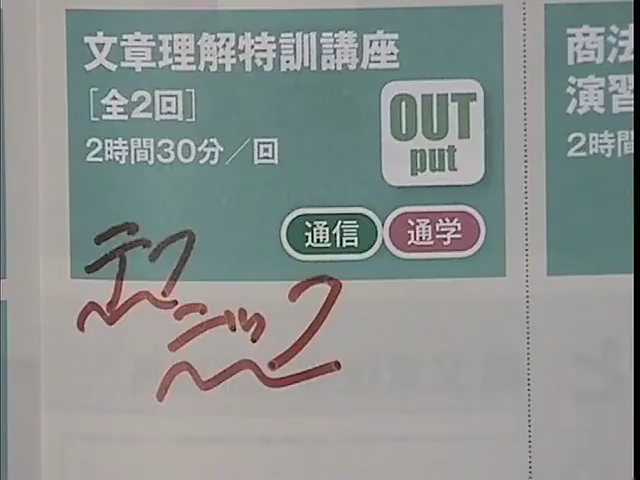 文章理解特訓講座
[全2回]
2時間30分／回
OUT
put
通信 通学
テク
ニック
商法
演習
2時間